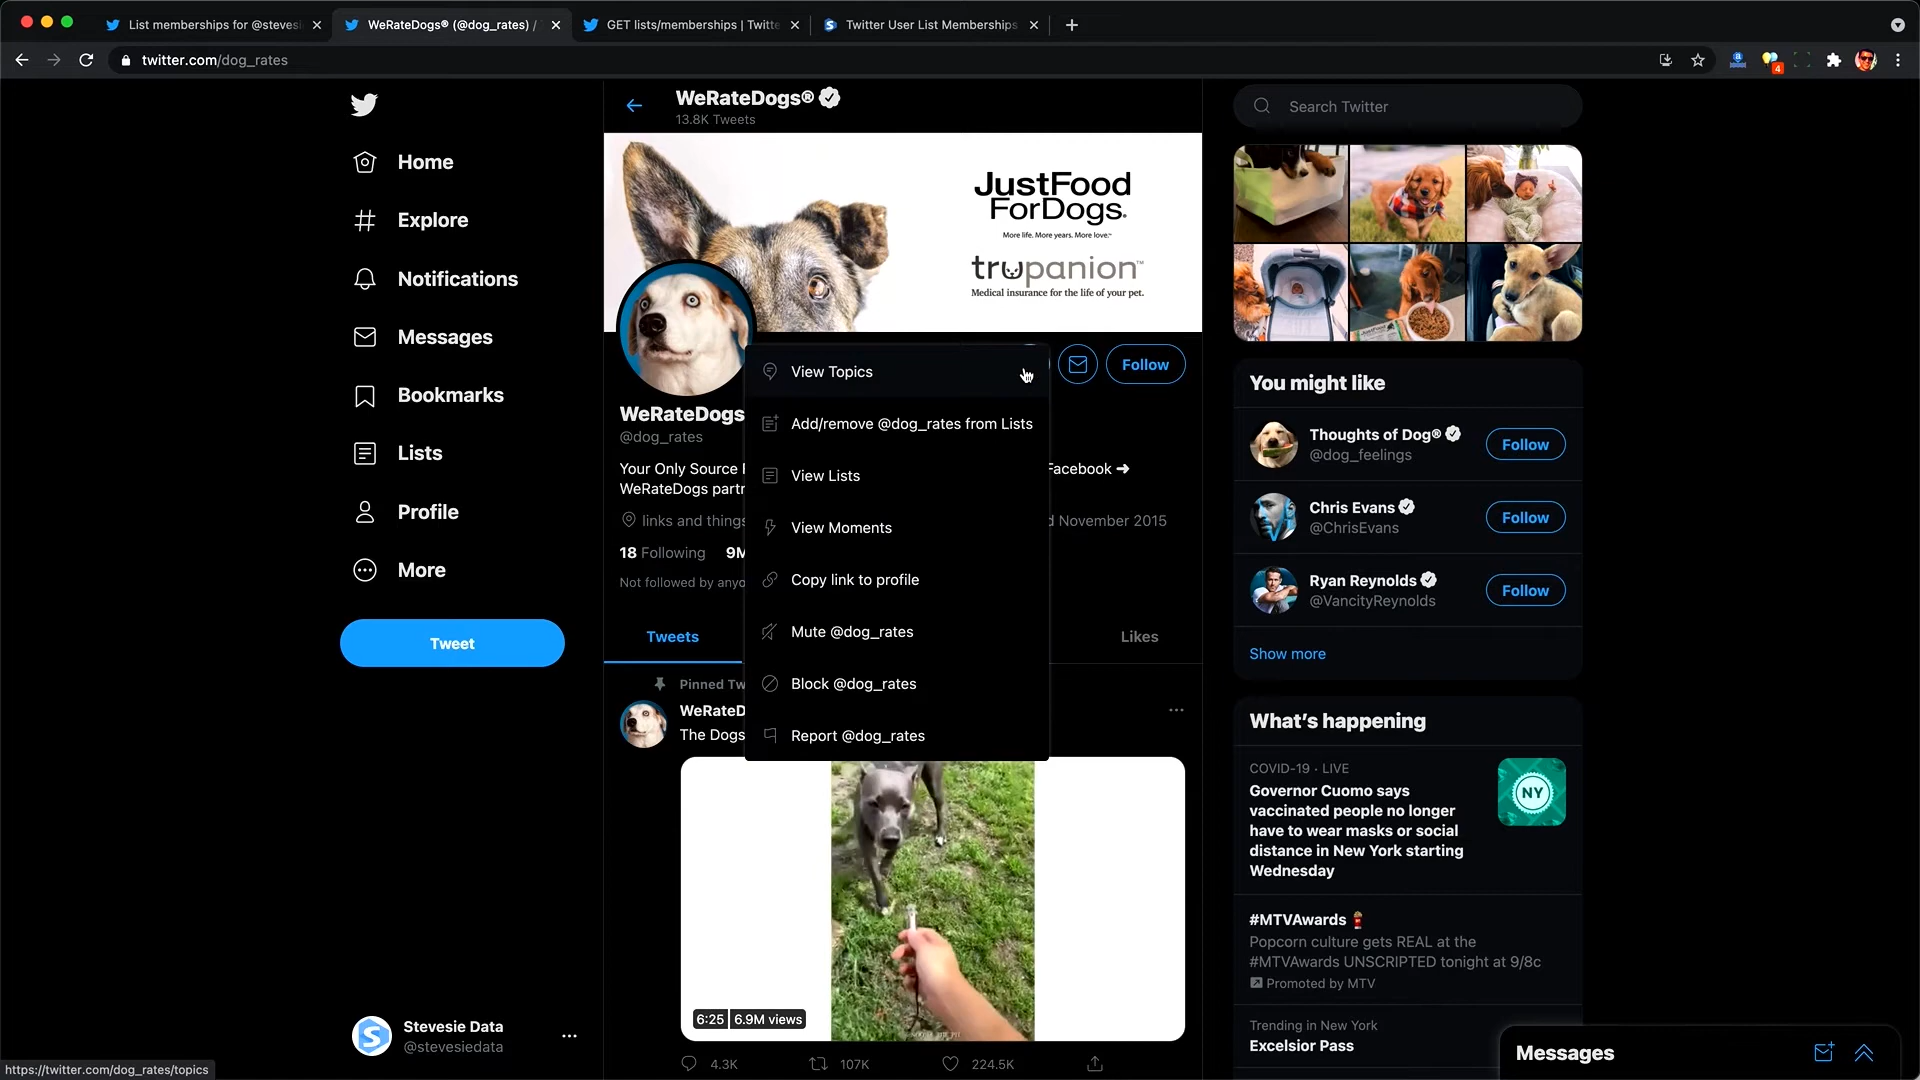 List memberships for @stevesi
WeRateDogs® (@dog_rates) /
GET lists/memberships | Twitte
Twitter User List Memberships
twitter.com/dog_rates
4
Home
Explore
Notifications
Messages
Bookmarks
Lists
Profile
More
Tweet
Stevesie Data
@stevesiedata
https://twitter.com/dog_rates/topics
WeRateDogs®
13.8K Tweets
JustFood
ForDogs.
More life. More years. More love.™
trupanion™
Medical insurance for the life of your pet.
Follow
WeRateDogs
@dog_rates
Your Only Source
Facebook ➜
WeRateDogs partn
links and things
d November 2015
18 Following 9M
Not followed by anyo
View Topics
Add/remove @dog_rates from Lists
View Lists
View Moments
Copy link to profile
Mute @dog_rates
Block @dog_rates
Report @dog_rates
Tweets
Likes
Pinned Tw
WeRateD
The Dogs
6:25 6.9M views
4.3K
107K
224.5K
Search Twitter
You might like
Thoughts of Dog®
@dog_feelings
Follow
Chris Evans
@ChrisEvans
Follow
Ryan Reynolds
@VancityReynolds
Follow
Show more
What's happening
COVID-19 · LIVE
Governor Cuomo says
vaccinated people no longer
have to wear masks or social
distance in New York starting
Wednesday
NY
#MTVAwards
Popcorn culture gets REAL at the
#MTVAwards UNSCRIPTED tonight at 9/8c
Promoted by MTV
Trending in New York
Excelsior Pass
Messages